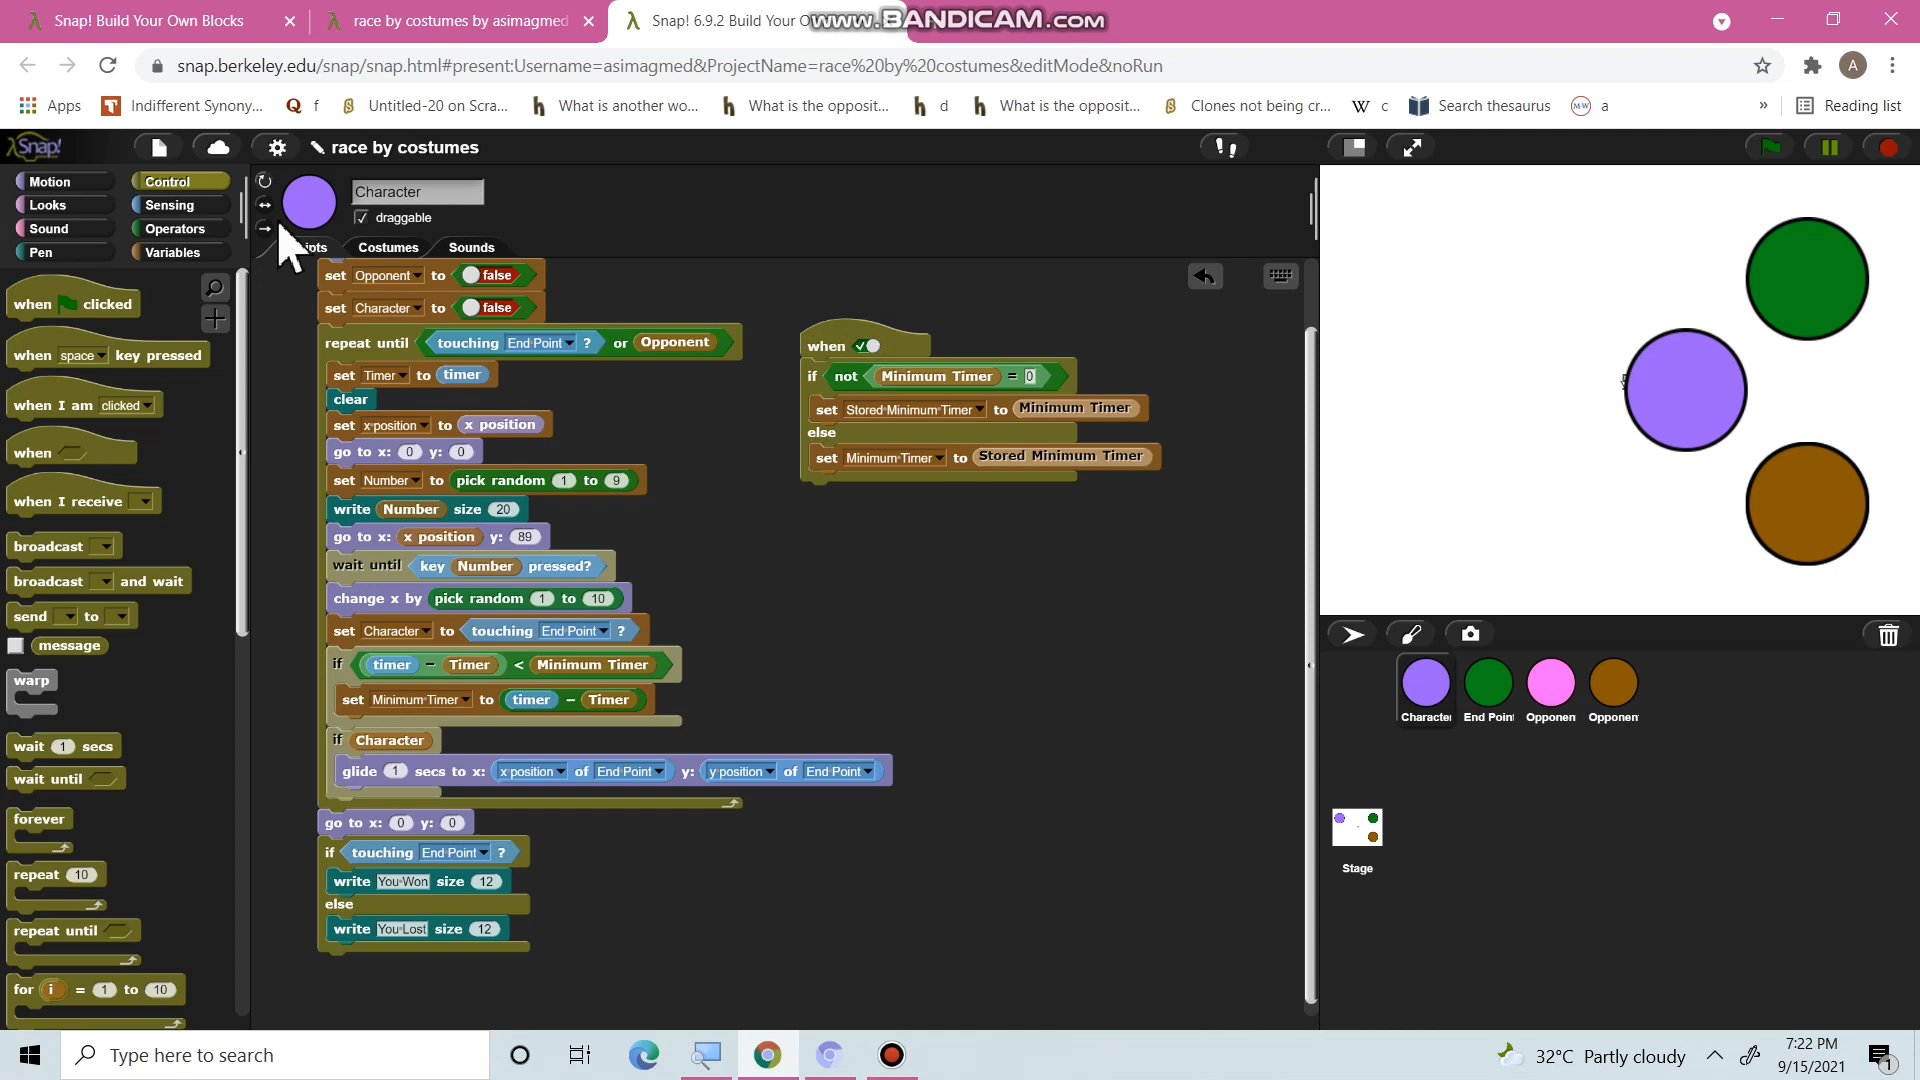 Snap! Build Your Own Blocks
race by costumes by asimagmed
Snap! 6.9.2 Build Your O
www.BANDICAM.com
snap.berkeley.edu/snap/snap.html#present:Username=asimagmed&ProjectName=race%20by%20costumes&editMode&noRun
A
Apps
Indifferent Synony...
f
Untitled-20 on Scra...
What is another wo...
What is the opposit...
d
What is the opposit...
Clones not being cr...
c
Search thesaurus
a
»
Reading list
Snap!
race by costumes
Motion
Control
Looks
Sensing
Sound
Operators
Pen
Variables
Character
draggable
Costumes
Sounds
when clicked
when space key pressed
when I am clicked
when
when I receive
broadcast
broadcast and wait
send to
message
warp
wait 1 secs
wait until
forever
repeat 10
repeat until
for i = 1 to 10
set Opponent to false
set Character to false
repeat until touching End Point ? or Opponent
set Timer to timer
clear
set x position to x position
go to x: 0 y: 0
set Number to pick random 1 to 9
write Number size 20
go to x: x position y: 89
wait until key Number pressed?
change x by pick random 1 to 10
set Character to touching End Point ?
if timer - Timer < Minimum Timer
set Minimum Timer to timer - Timer
if Character
glide 1 secs to x: x position of End Point y: y position of End Point
go to x: 0 y: 0
if touching End Point ?
write You Won size 12
else
write You Lost size 12
when
if not Minimum Timer = 0
set Stored Minimum Timer to Minimum Timer
else
set Minimum Timer to Stored Minimum Timer
Character
End Point
Opponen
Opponen
Stage
Type here to search
32°C Partly cloudy
7:22 PM
9/15/2021
1